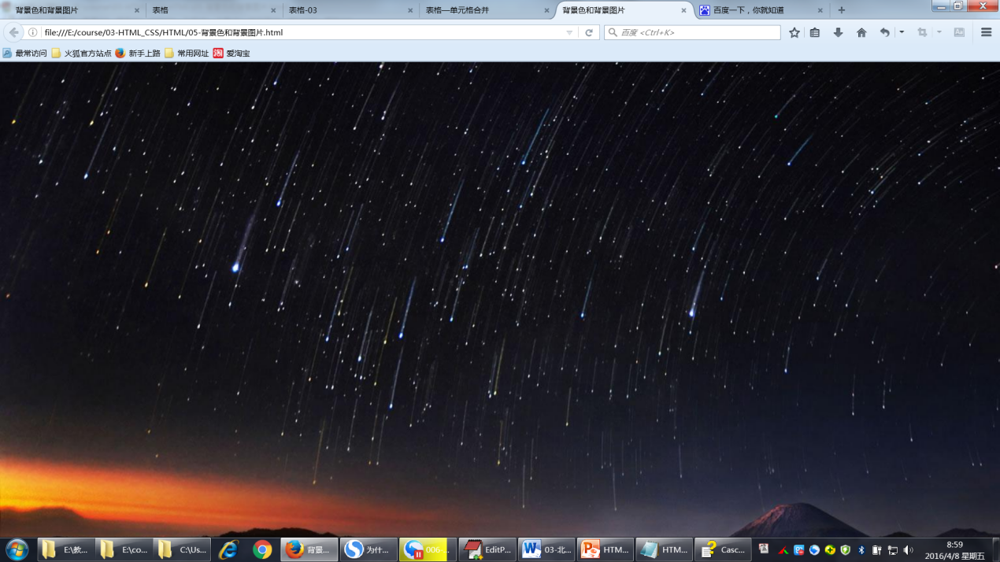 背景色和背景图片 表格 表格-03 表格—单元格合并 背景色和背景图片 百度一下，你就知道
file:///E:/course/03-HTML_CSS/HTML/05-背景色和背景图片.html 百度 <Ctrl+K>
最常访问 火狐官方站点 新手上路 常用网址 爱淘宝
E:\教... E:\co... C:\Us... 背景... 为什... 006-... EditP... 03-北... HTM... HTM... Casc... 8:59
2016/4/8 星期五